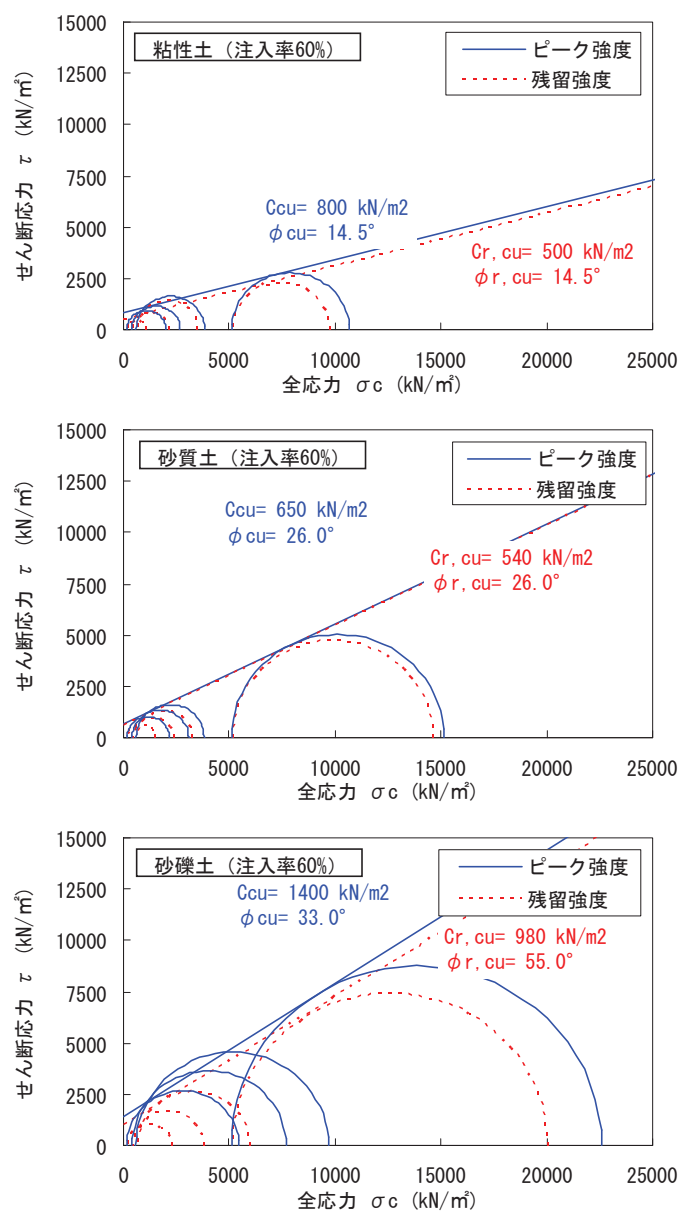 粘性土（注入率60%）
ピーク強度
残留強度
15000
12500
10000
7500
5000
2500
0
せん断応力 τ (kN/㎡)
Ccu= 800 kN/m2
φcu= 14.5°
Cr,cu= 500 kN/m2
φr,cu= 14.5°
0 5000 10000 15000 20000 25000
全応力 σc (kN/㎡)
砂質土（注入率60%）
ピーク強度
残留強度
15000
12500
10000
7500
5000
2500
0
せん断応力 τ (kN/㎡)
Ccu= 650 kN/m2
φcu= 26.0°
Cr,cu= 540 kN/m2
φr,cu= 26.0°
0 5000 10000 15000 20000 25000
全応力 σc (kN/㎡)
砂礫土（注入率60%）
ピーク強度
残留強度
15000
12500
10000
7500
5000
2500
0
せん断応力 τ (kN/㎡)
Ccu= 1400 kN/m2
φcu= 33.0°
Cr,cu= 980 kN/m2
φr,cu= 55.0°
0 5000 10000 15000 20000 25000
全応力 σc (kN/㎡)